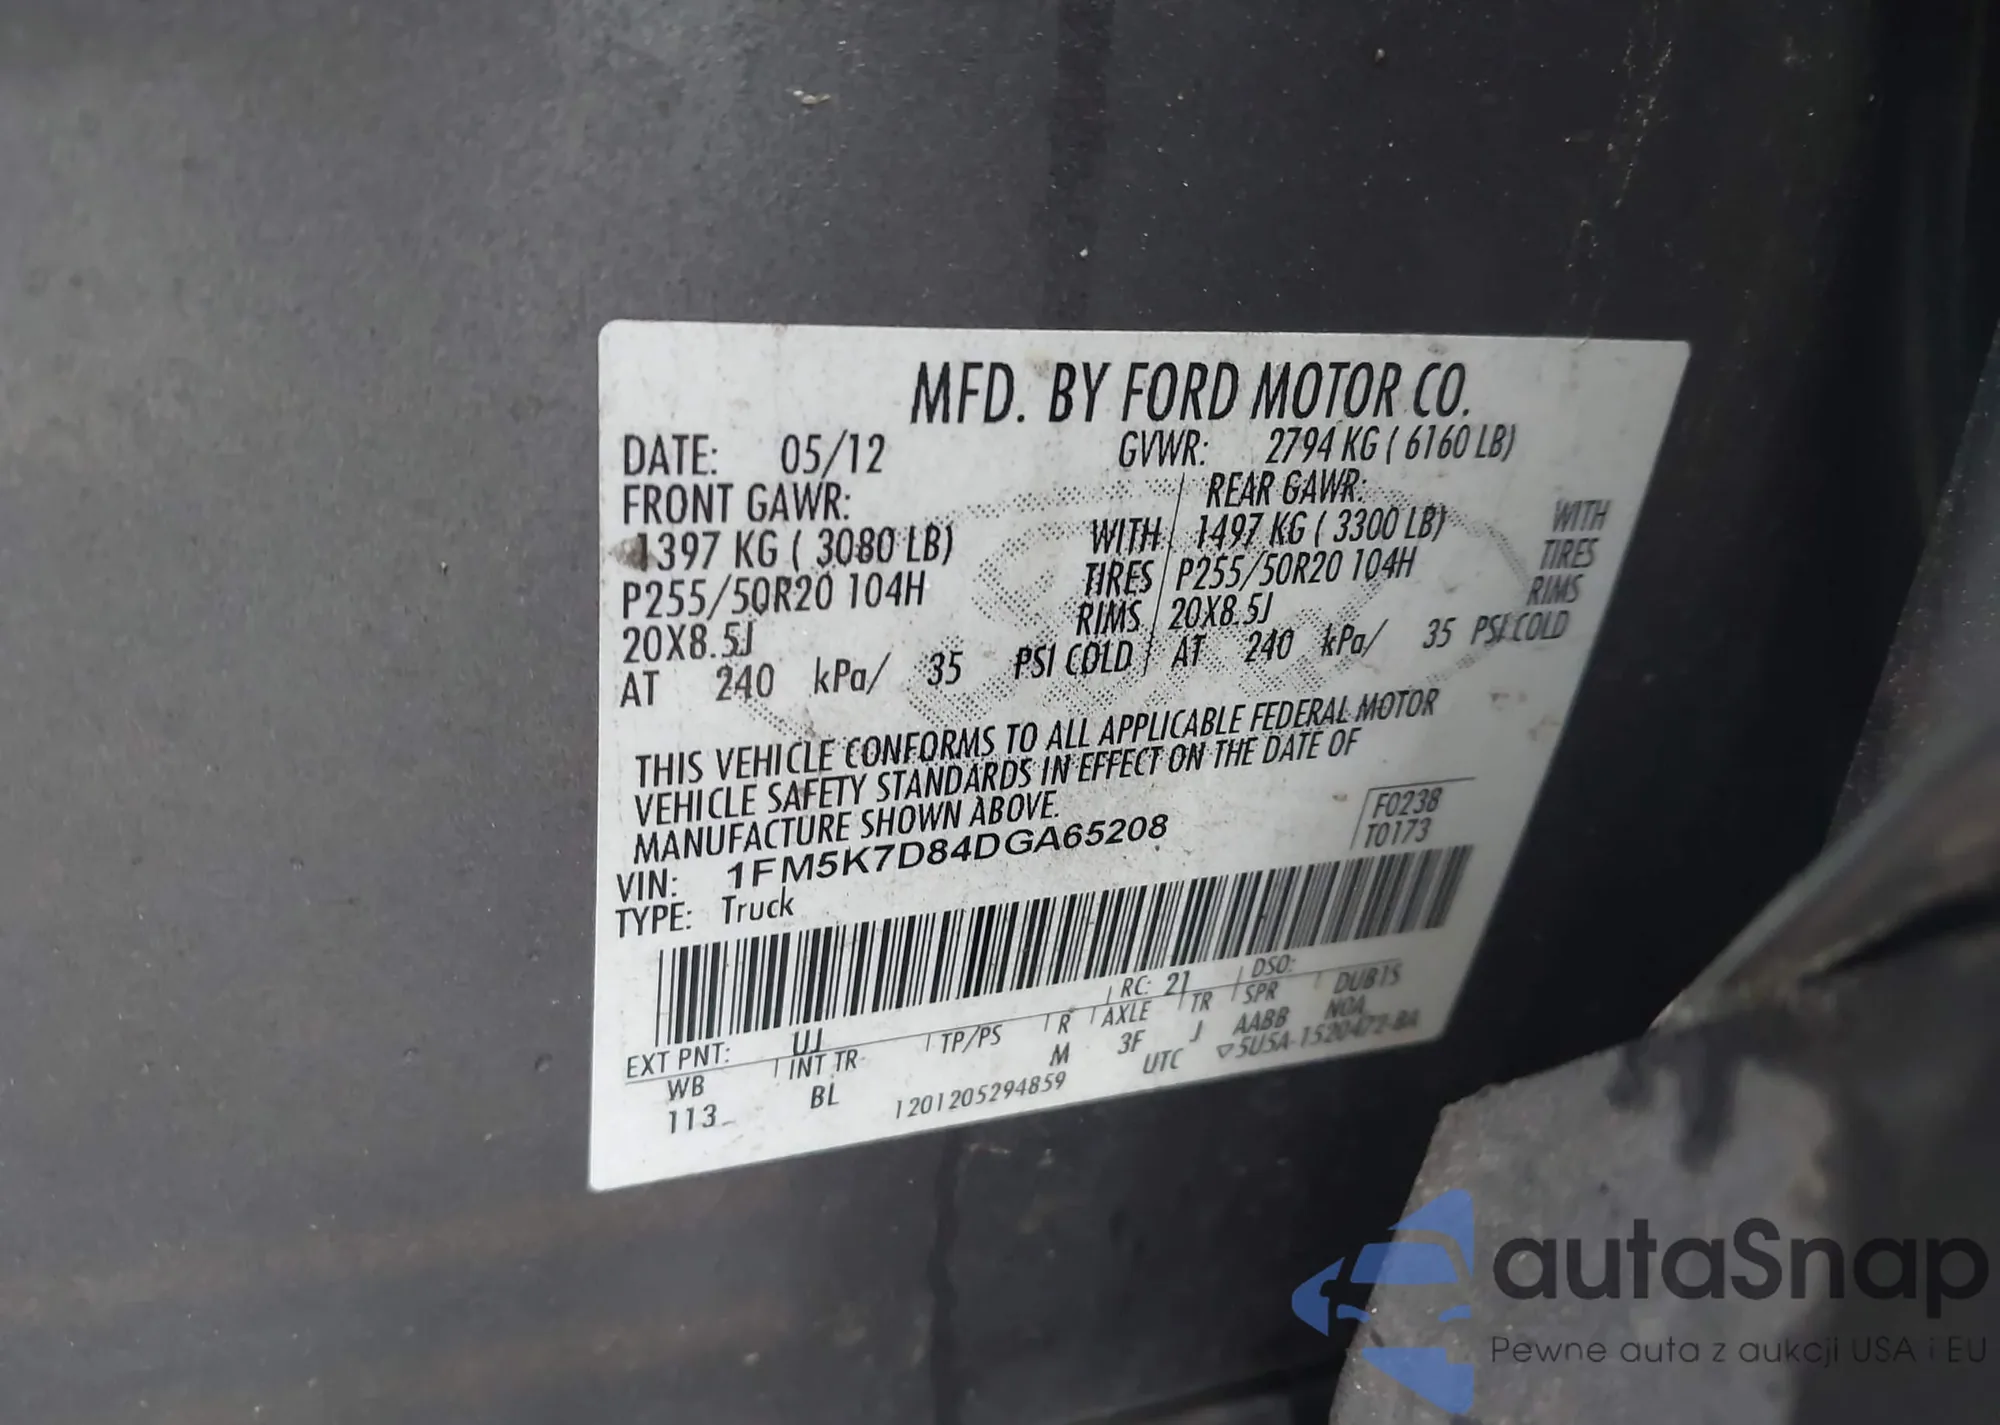 MFD. BY FORD MOTOR CO.
DATE: 05/12 GVWR: 2794 KG ( 6160 LB)
FRONT GAWR: REAR GAWR:
1397 KG ( 3080 LB) WITH 1497 KG ( 3300 LB) WITH
P255/50R20 104H TIRES P255/50R20 104H TIRES
20X8.5J RIMS 20X8.5J RIMS
AT 240 kPa/ 35 PSI COLD AT 240 kPa/ 35 PSI COLD
THIS VEHICLE CONFORMS TO ALL APPLICABLE FEDERAL MOTOR
VEHICLE SAFETY STANDARDS IN EFFECT ON THE DATE OF
MANUFACTURE SHOWN ABOVE.
F0238
T0173
VIN: 1FM5K7D84DGA65208
TYPE: Truck
EXT PNT: UJ RC: 21 DSO:
WB INT TR TP/PS R AXLE TR SPR DUB1S
113 BL M 3F J AABB NOA
1201205294859 UTC ▽5U5A-1520472-BA
autaSnap
Pewne auta z aukcji USA i EU